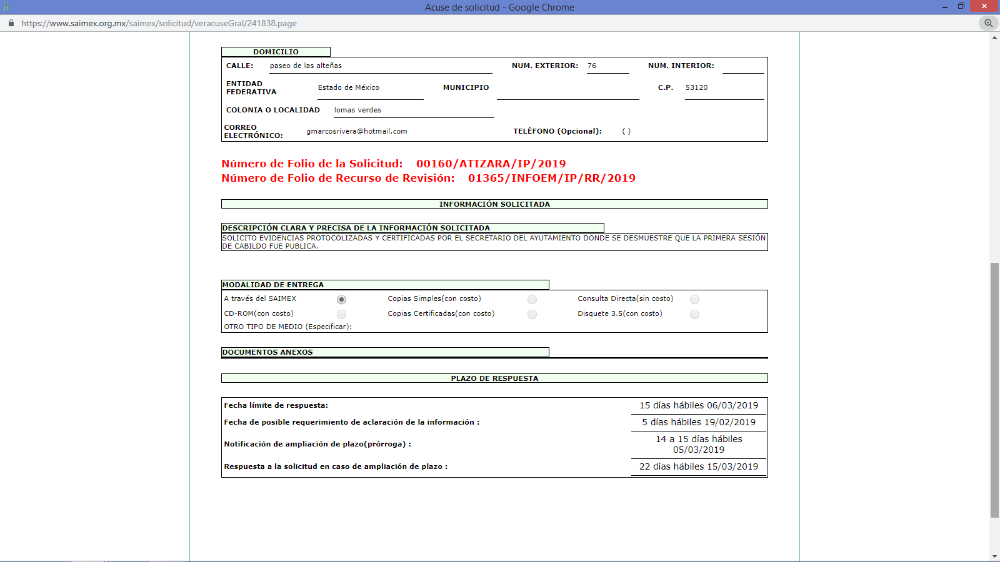 Acuse de solicitud - Google Chrome
https://www.saimex.org.mx/saimex/solicitud/veracuseGral/241838.page
DOMICILIO
CALLE: paseo de las alteñas NUM. EXTERIOR: 76 NUM. INTERIOR:
ENTIDAD FEDERATIVA Estado de México MUNICIPIO C.P. 53120
COLONIA O LOCALIDAD lomas verdes
CORREO ELECTRÓNICO: gmarcosrivera@hotmail.com TELÉFONO (Opcional): ( )
Número de Folio de la Solicitud: 00160/ATIZARA/IP/2019
Número de Folio de Recurso de Revisión: 01365/INFOEM/IP/RR/2019
INFORMACIÓN SOLICITADA
DESCRIPCIÓN CLARA Y PRECISA DE LA INFORMACIÓN SOLICITADA
SOLICITO EVIDENCIAS PROTOCOLIZADAS Y CERTIFICADAS POR EL SECRETARIO DEL AYUTAMIENTO DONDE SE DESMUESTRE QUE LA PRIMERA SESIÓN
DE CABILDO FUE PUBLICA.
MODALIDAD DE ENTREGA
A través del SAIMEX Copias Simples(con costo) Consulta Directa(sin costo)
CD-ROM(con costo) Copias Certificadas(con costo) Disquete 3.5(con costo)
OTRO TIPO DE MEDIO (Especificar):
DOCUMENTOS ANEXOS
PLAZO DE RESPUESTA
Fecha límite de respuesta: 15 días hábiles 06/03/2019
Fecha de posible requerimiento de aclaración de la información : 5 días hábiles 19/02/2019
Notificación de ampliación de plazo(prórroga) : 14 a 15 días hábiles 05/03/2019
Respuesta a la solicitud en caso de ampliación de plazo : 22 días hábiles 15/03/2019